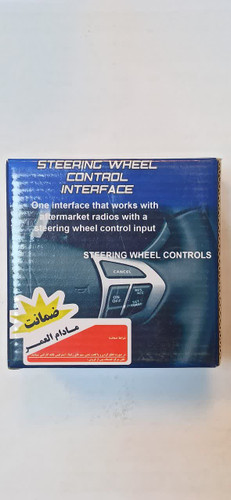 STEERING WHEEL
CONTROL
INTERFACE
One interface that works with
aftermarket radios with a
steering wheel control input
STEERING WHEEL CONTROLS
CANCEL
ضمانت
مادام العمر